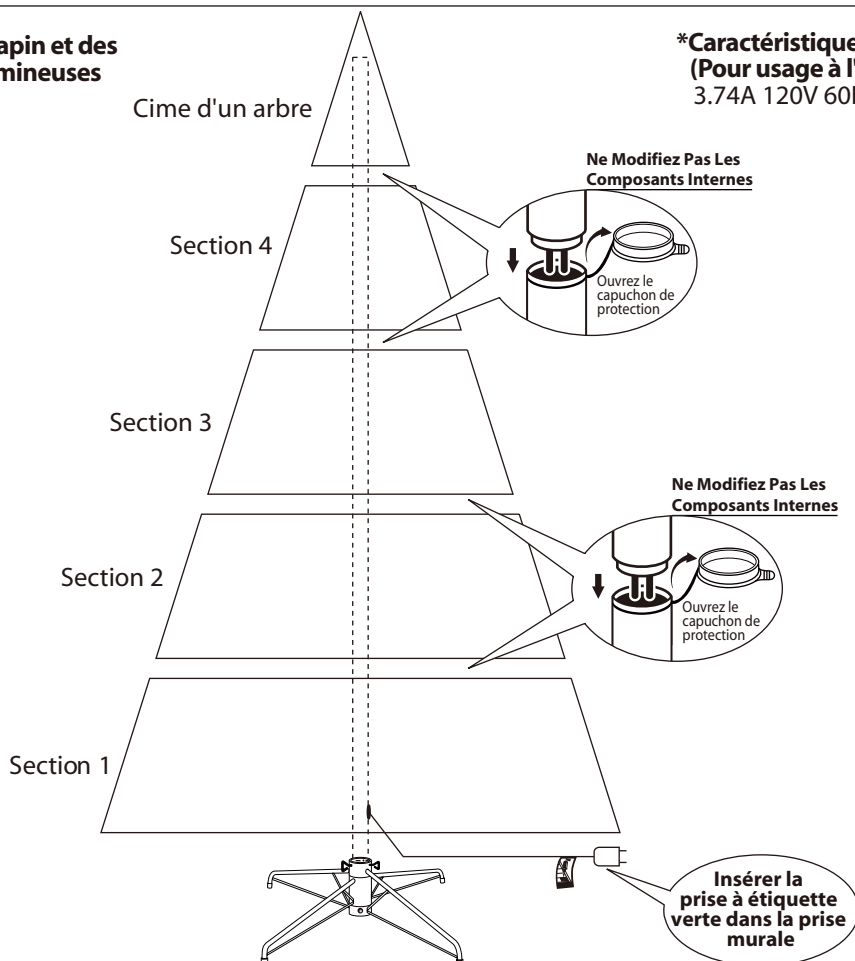 apin et des
mineuses
*Caractéristique
(Pour usage à l'
3.74A 120V 60
Cime d'un arbre
Ne Modifiez Pas Les
Composants Internes
Section 4
Ouvrez le
capuchon de
protection
Section 3
Ne Modifiez Pas Les
Composants Internes
Section 2
Ouvrez le
capuchon de
protection
Section 1
Insérer la
prise à étiquette
verte dans la prise
murale